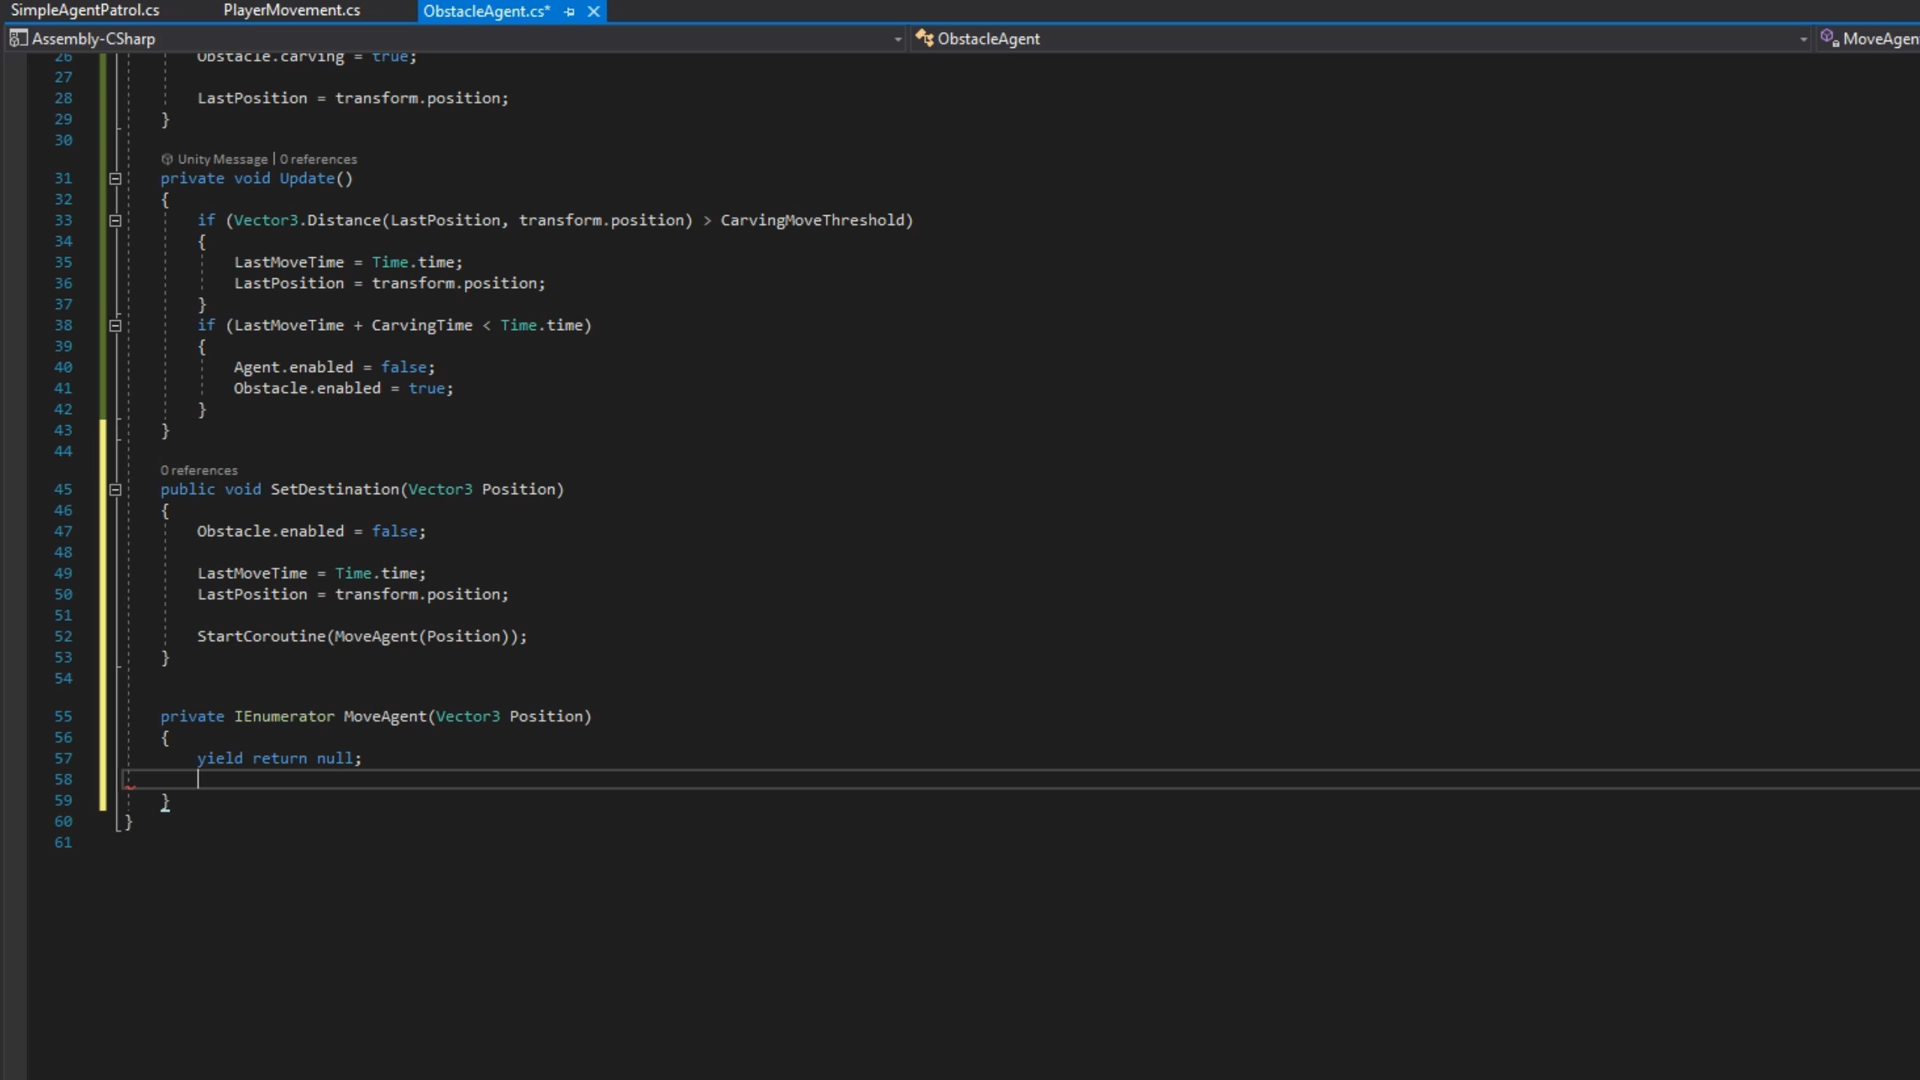 SimpleAgentPatrol.cs PlayerMovement.cs ObstacleAgent.cs*
Assembly-CSharp ObstacleAgent MoveAgent
26 Obstacle.carving = true;
27
28 LastPosition = transform.position;
29 }
30
Unity Message | 0 references
31 private void Update()
32 {
33 if (Vector3.Distance(LastPosition, transform.position) > CarvingMoveThreshold)
34 {
35 LastMoveTime = Time.time;
36 LastPosition = transform.position;
37 }
38 if (LastMoveTime + CarvingTime < Time.time)
39 {
40 Agent.enabled = false;
41 Obstacle.enabled = true;
42 }
43 }
44
0 references
45 public void SetDestination(Vector3 Position)
46 {
47 Obstacle.enabled = false;
48
49 LastMoveTime = Time.time;
50 LastPosition = transform.position;
51
52 StartCoroutine(MoveAgent(Position));
53 }
54
55 private IEnumerator MoveAgent(Vector3 Position)
56 {
57 yield return null;
58
59 }
60 }
61